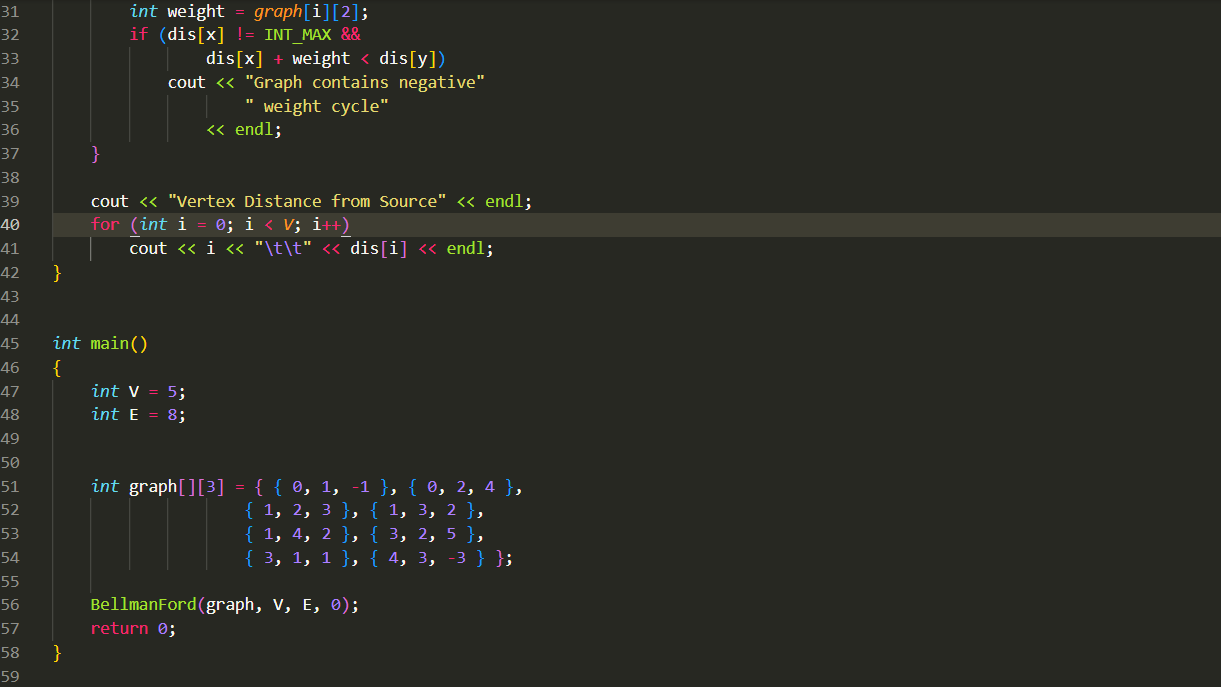 31 int weight = graph[i][2];
32 if (dis[x] != INT_MAX &&
33 dis[x] + weight < dis[y])
34 cout << "Graph contains negative"
35 " weight cycle"
36 << endl;
37 }
38
39 cout << "Vertex Distance from Source" << endl;
40 for (int i = 0; i < V; i++)
41 cout << i << "\t\t" << dis[i] << endl;
42 }
43
44
45 int main()
46 {
47 int V = 5;
48 int E = 8;
49
50
51 int graph[][3] = { { 0, 1, -1 }, { 0, 2, 4 },
52 { 1, 2, 3 }, { 1, 3, 2 },
53 { 1, 4, 2 }, { 3, 2, 5 },
54 { 3, 1, 1 }, { 4, 3, -3 } };
55
56 BellmanFord(graph, V, E, 0);
57 return 0;
58 }
59